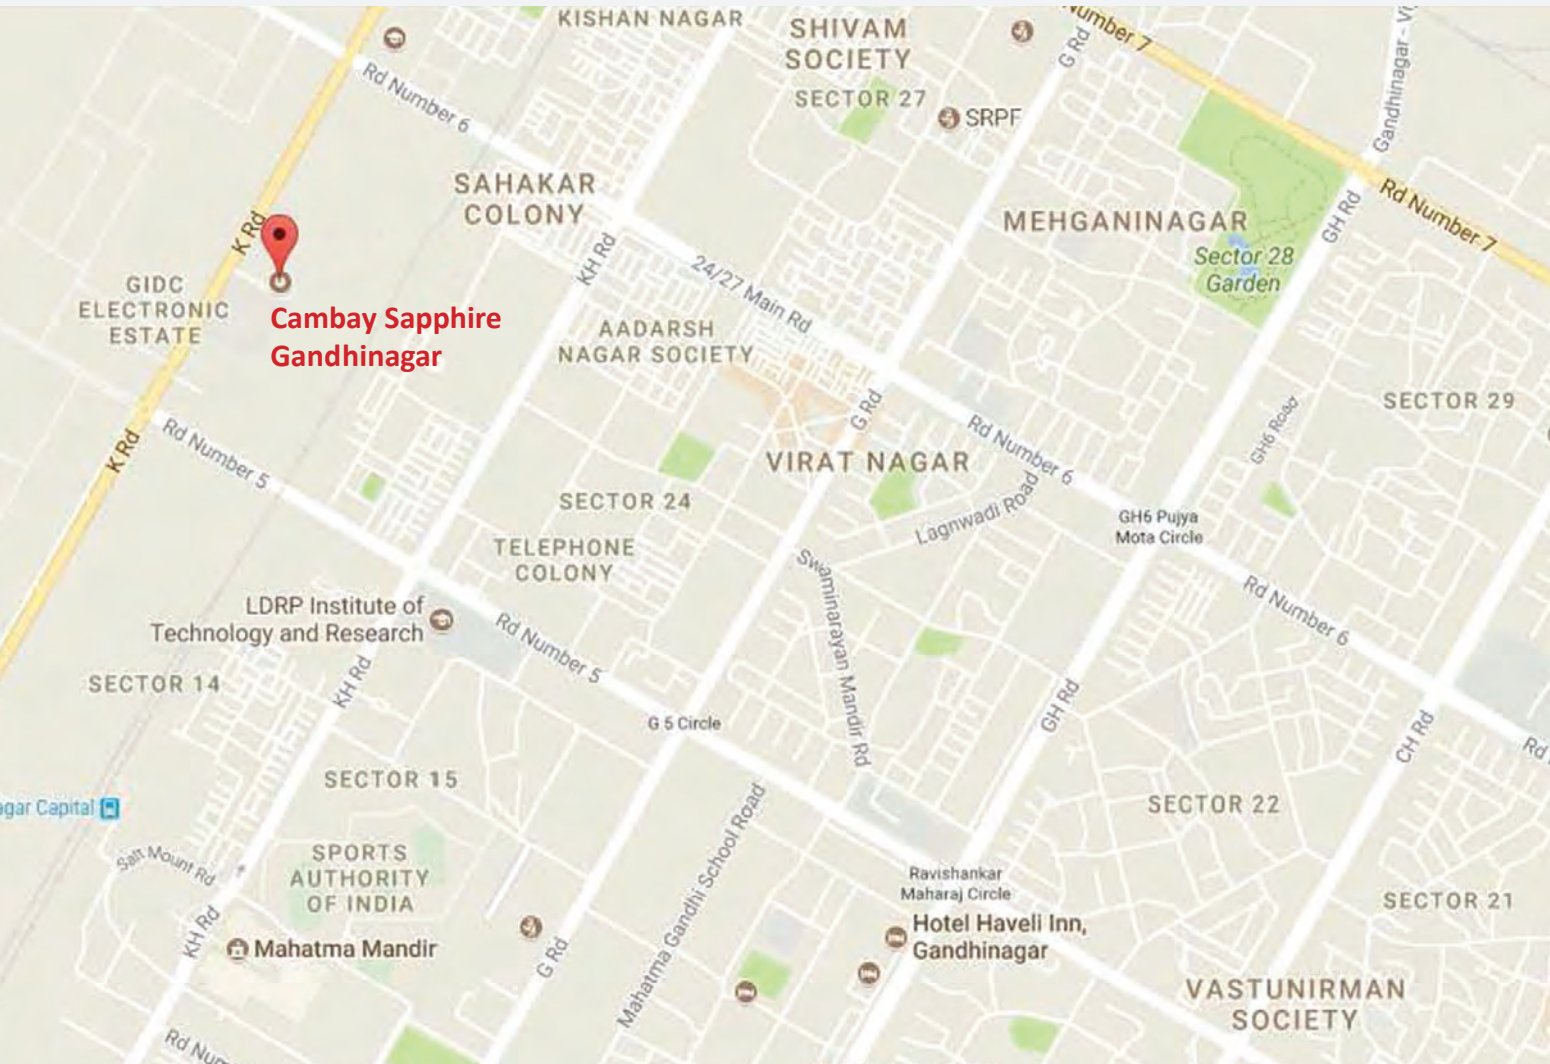 KISHAN NAGAR
SHIVAM
SOCIETY
SECTOR 27
SRPF
Number 7
G Rd
GH Rd
Gandhinagar - Vi
Rd Number 6
SAHAKAR
COLONY
MEHGANINAGAR
Rd Number 7
K Rd
KH Rd
24/27 Main Rd
Sector 28
Garden
GIDC
ELECTRONIC
ESTATE
Cambay Sapphire
Gandhinagar
AADARSH
NAGAR SOCIETY
G Rd
GH6 Road
SECTOR 29
K Rd
Rd Number 5
VIRAT NAGAR
Rd Number 6
SECTOR 24
Lagnwadi Road
GH6 Pujya
Mota Circle
TELEPHONE
COLONY
Swaminarayan Mandir Rd
Rd Number 6
LDRP Institute of
Technology and Research
Rd Number 5
SECTOR 14
KH Rd
G 5 Circle
GH Rd
CH Rd
Rd
SECTOR 15
agar Capital
SECTOR 22
Mahatma Gandhi School Road
Salt Mount Rd
SPORTS
AUTHORITY
OF INDIA
Ravishankar
Maharaj Circle
SECTOR 21
KH Rd
Mahatma Mandir
G Rd
Hotel Haveli Inn,
Gandhinagar
VASTUNIRMAN
SOCIETY
Rd Num